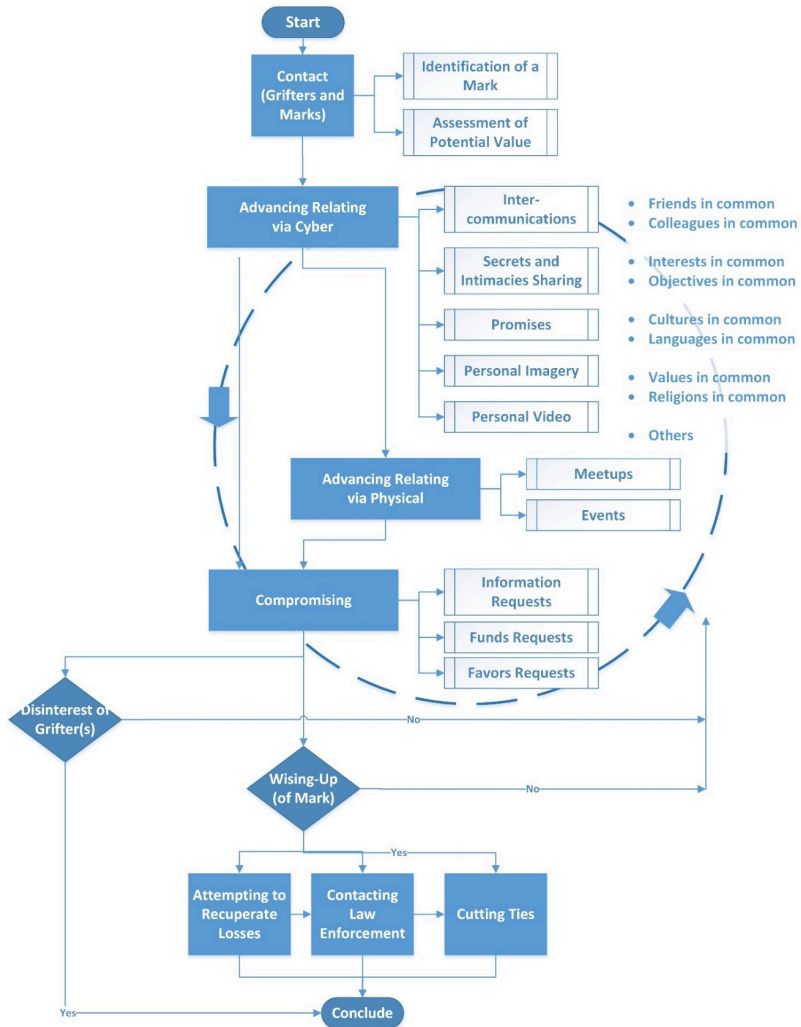 Start
Contact
(Grifters and
Marks)
Identification of a
Mark
Assessment of
Potential Value
Advancing Relating
via Cyber
Inter-
communications
Secrets and
Intimacies Sharing
Promises
Personal Imagery
Personal Video
• Friends in common
• Colleagues in common
• Interests in common
• Objectives in common
• Cultures in common
• Languages in common
• Values in common
• Religions in common
• Others
Advancing Relating
via Physical
Meetups
Events
Compromising
Information
Requests
Funds Requests
Favors Requests
Disinterest of
Grifter(s)
No
Wising-Up
(of Mark)
No
Yes
Attempting to
Recuperate
Losses
Contacting
Law
Enforcement
Cutting Ties
Yes
Conclude